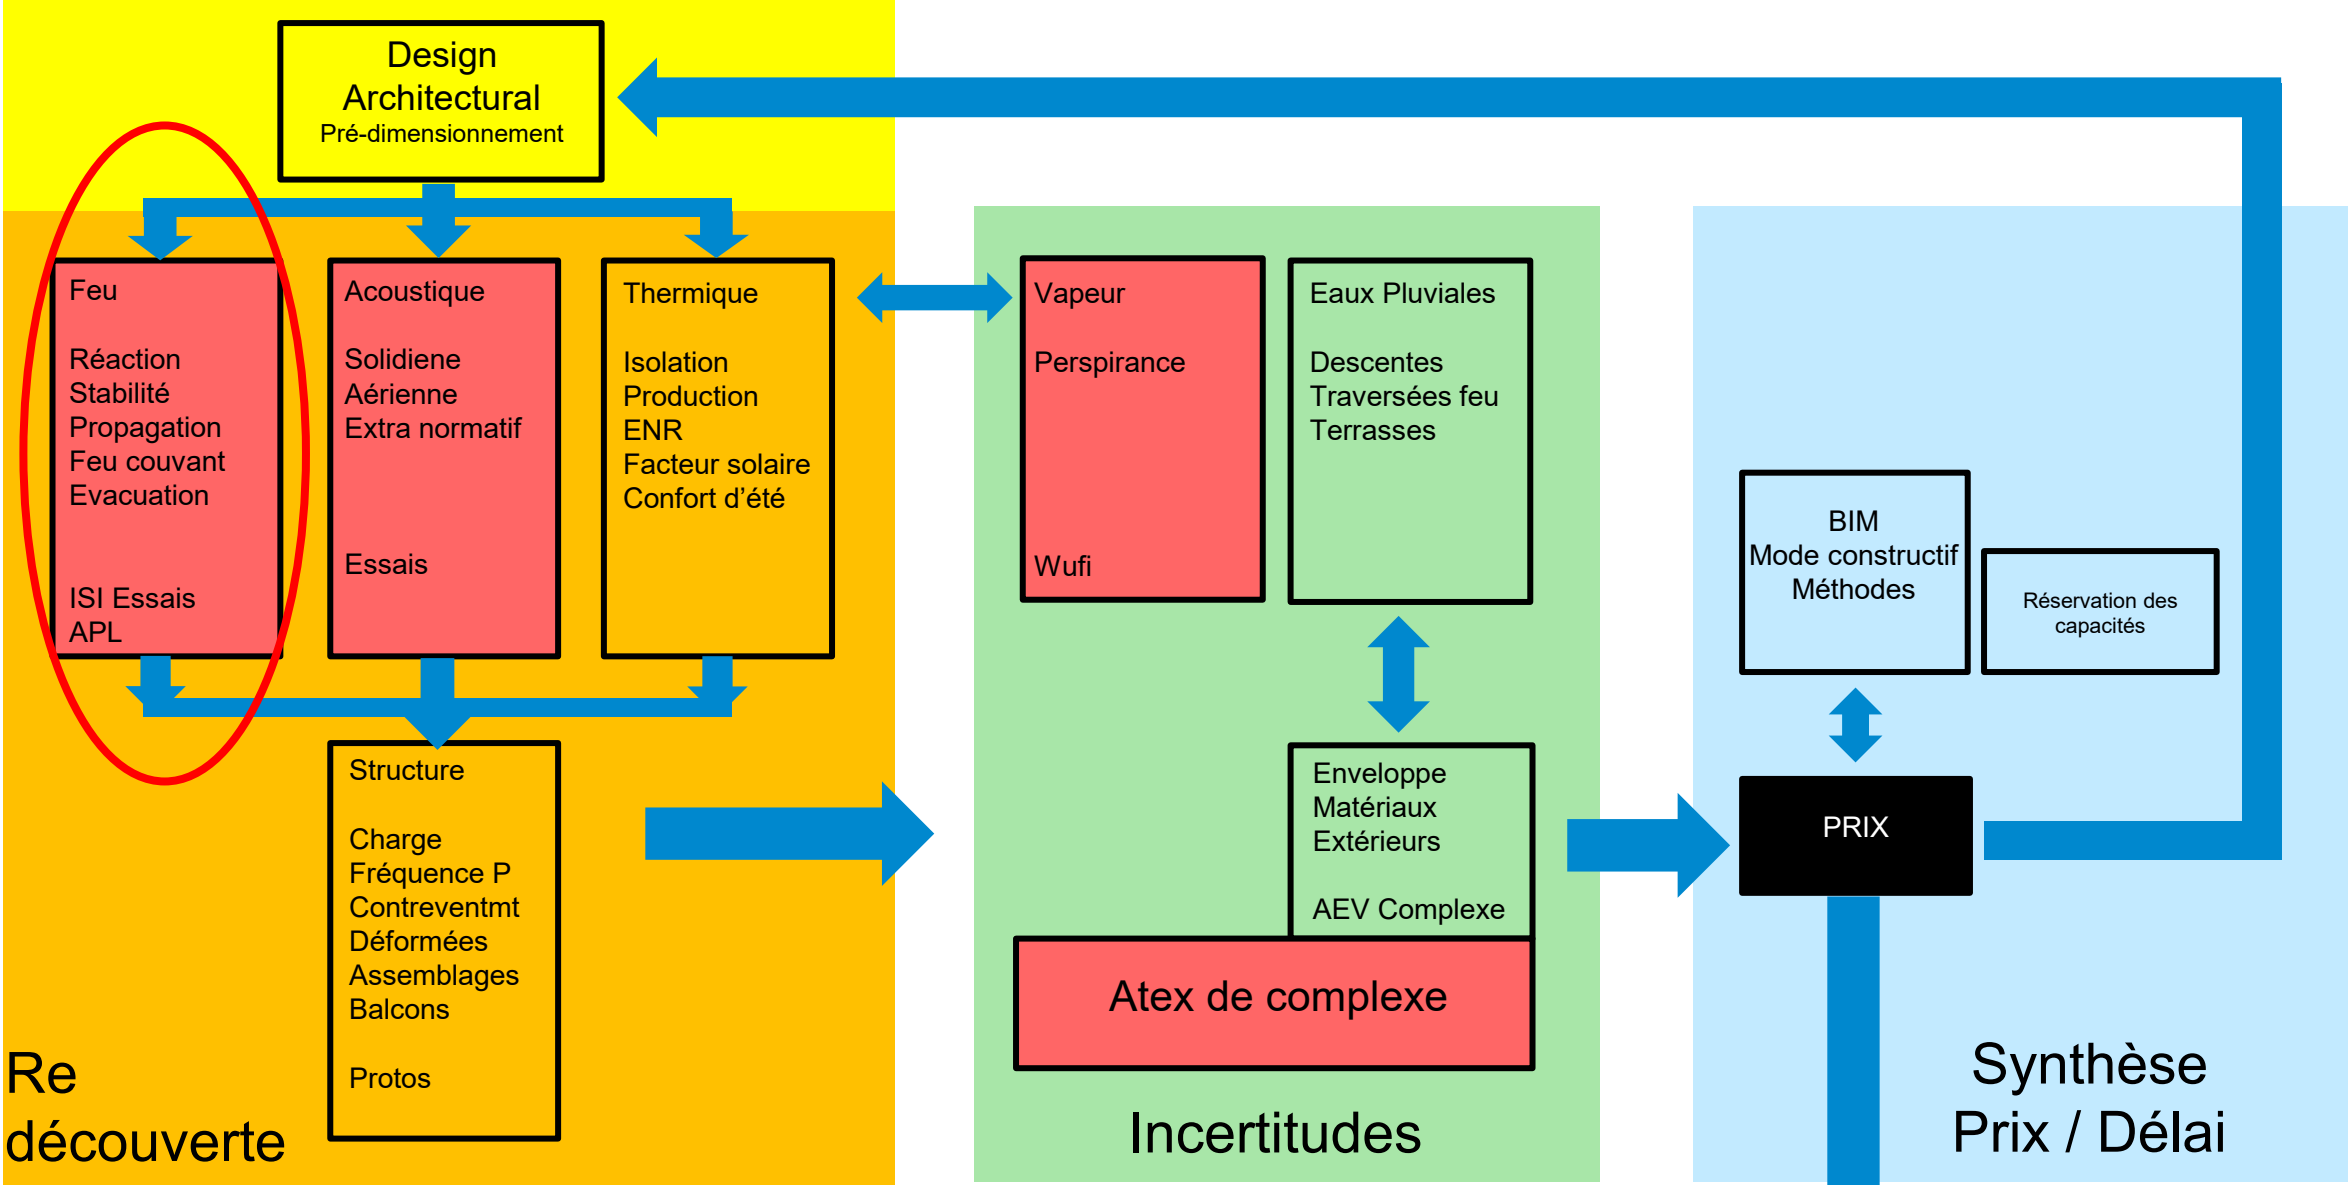 Design
Architectural
Pré-dimensionnement
Feu
Réaction
Stabilité
Propagation
Feu couvant
Evacuation
ISI Essais
APL
Acoustique
Solidiene
Aérienne
Extra normatif
Essais
Thermique
Isolation
Production
ENR
Facteur solaire
Confort d’été
Structure
Charge
Fréquence P
Contreventmt
Déformées
Assemblages
Balcons
Protos
Re
découverte
Vapeur
Perspirance
Wufi
Eaux Pluviales
Descentes
Traversées feu
Terrasses
Enveloppe
Matériaux
Extérieurs
AEV Complexe
Atex de complexe
Incertitudes
BIM
Mode constructif
Méthodes
Réservation des
capacités
PRIX
Synthèse
Prix / Délai